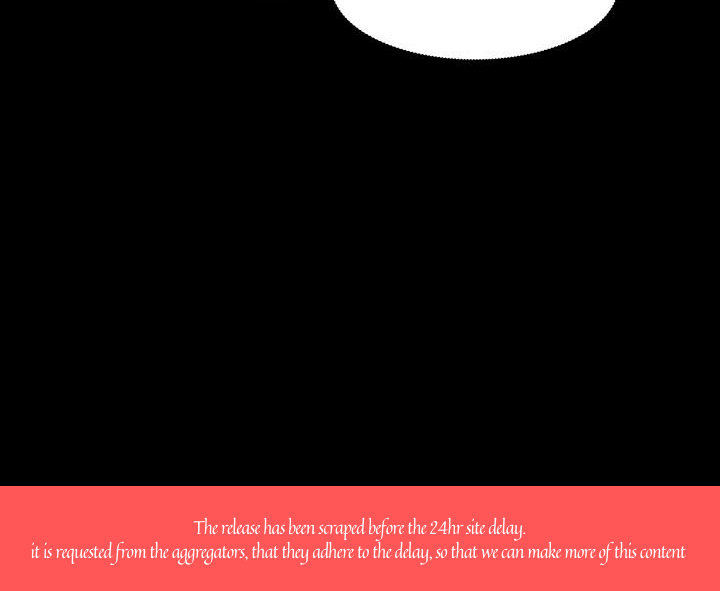 The release has been scraped before the 24hr site delay.
it is requested from the aggregators, that they adhere to the delay, so that we can make more of this content